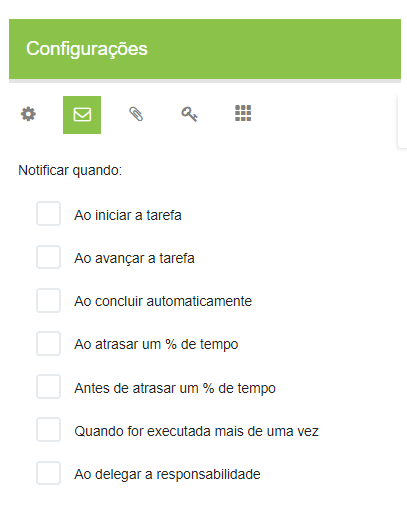 Configurações
Notificar quando:
Ao iniciar a tarefa
Ao avançar a tarefa
Ao concluir automaticamente
Ao atrasar um % de tempo
Antes de atrasar um % de tempo
Quando for executada mais de uma vez
Ao delegar a responsabilidade